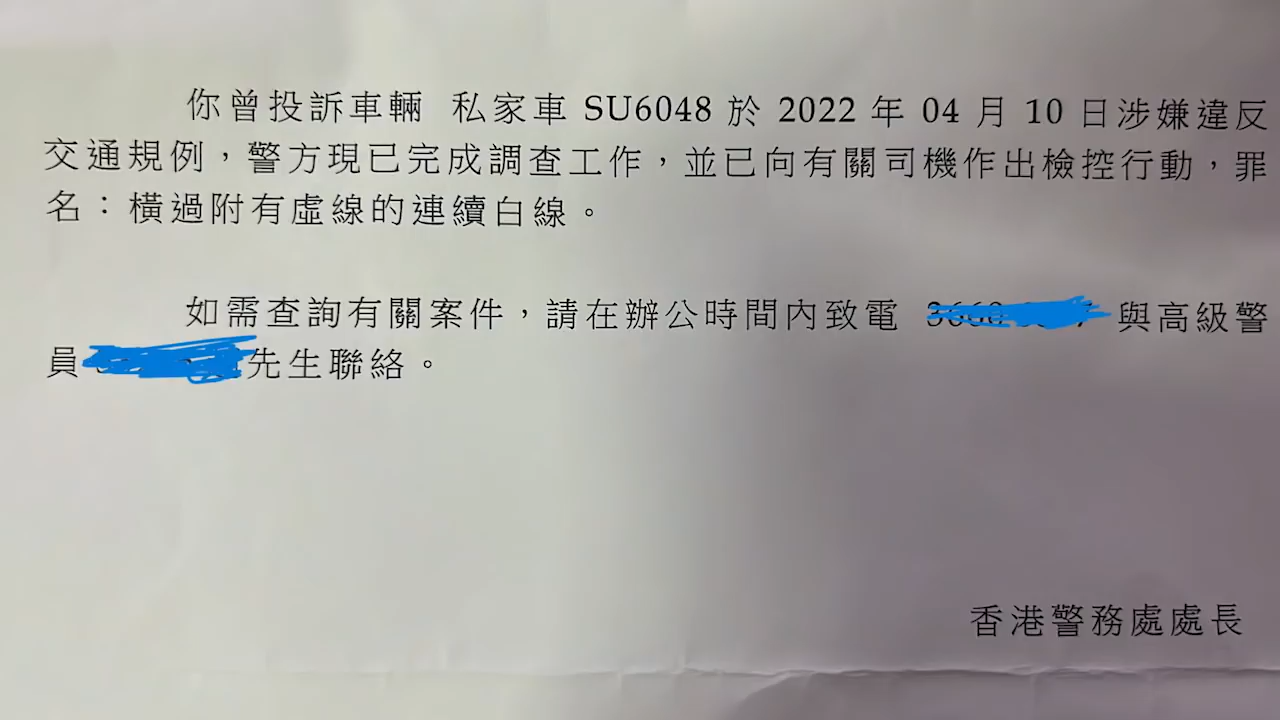 你曾投訴車輛 私家車 SU6048 於 2022 年 04 月 10 日涉嫌違反
交通規例，警方現已完成調查工作，並已向有關司機作出檢控行動，罪
名：橫過附有虛線的連續白線。
如需查詢有關案件，請在辦公時間內致電 與高級警
員 先生聯絡。
香港警務處處長